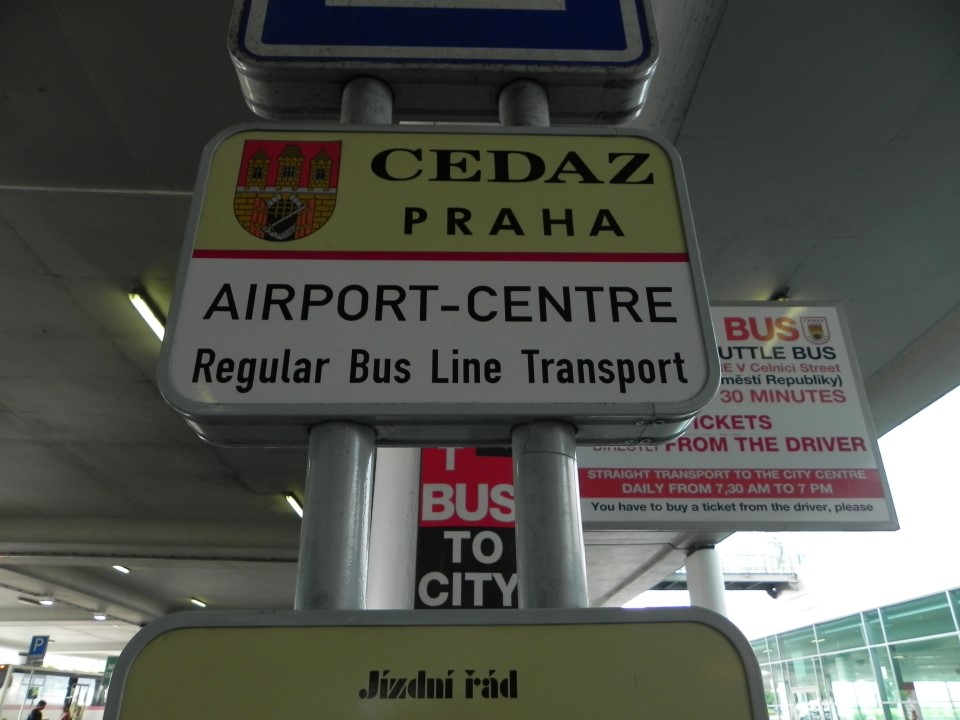 CEDAZ
PRAHA
AIRPORT-CENTRE
Regular Bus Line Transport
BUS
BUS
V Celnici Street
Republiky)
30 MINUTES
FROM THE DRIVER
STRAIGHT TRANSPORT TO THE CITY CENTRE
DAILY FROM 7,30 AM TO 7 PM
You have to buy a ticket from the driver, please
BUS
TO
CITY
P
Jízdní řád